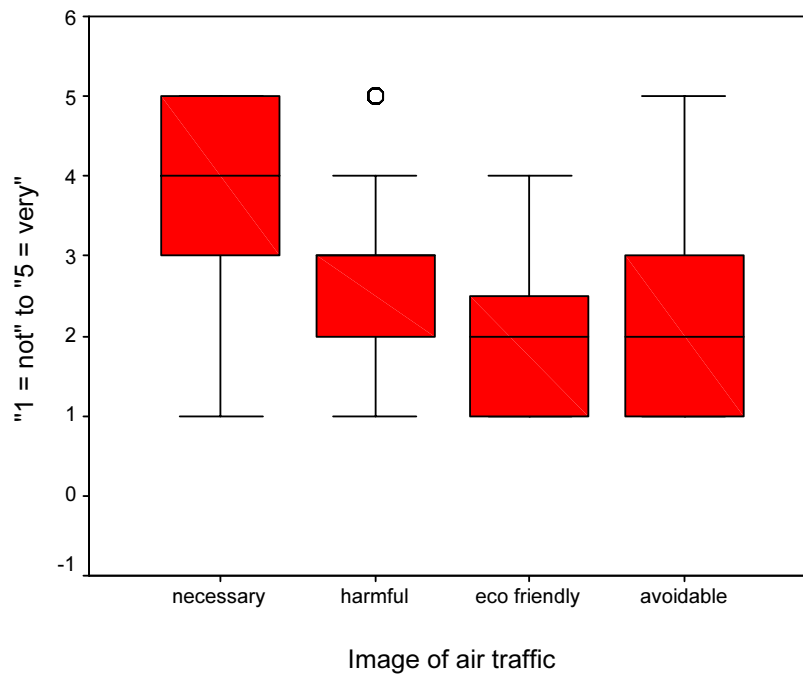 6
5
4
3
2
1
0
-1
"1 = not" to "5 = very"
necessary harmful eco friendly avoidable
Image of air traffic